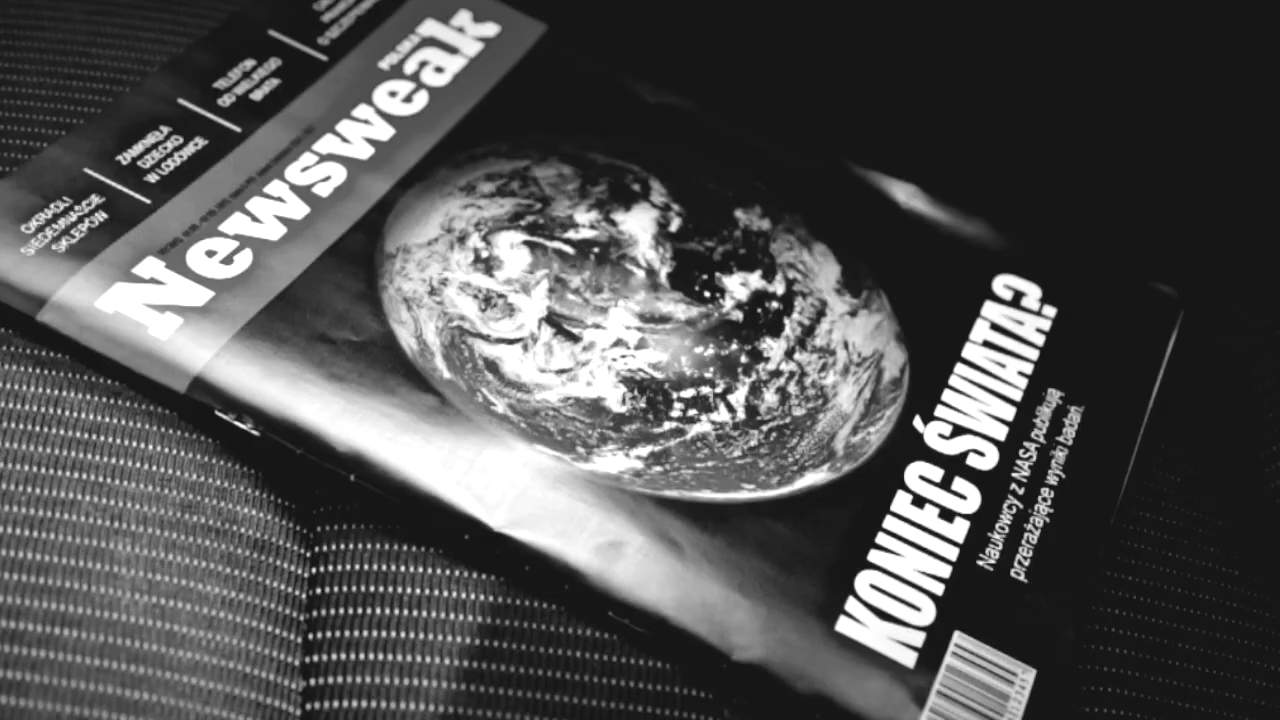 OKRADLI
SIEDEMNAŚCIE
SKLEPÓW
ZAMKNĘŁA
DZIECKO
W LODÓWCE
TELEFON
OD WIELKIEGO
BRATA
POLSKA
Newsweak
KONIEC ŚWIATA?
Naukowcy z NASA publikują
przerażające wyniki badań.